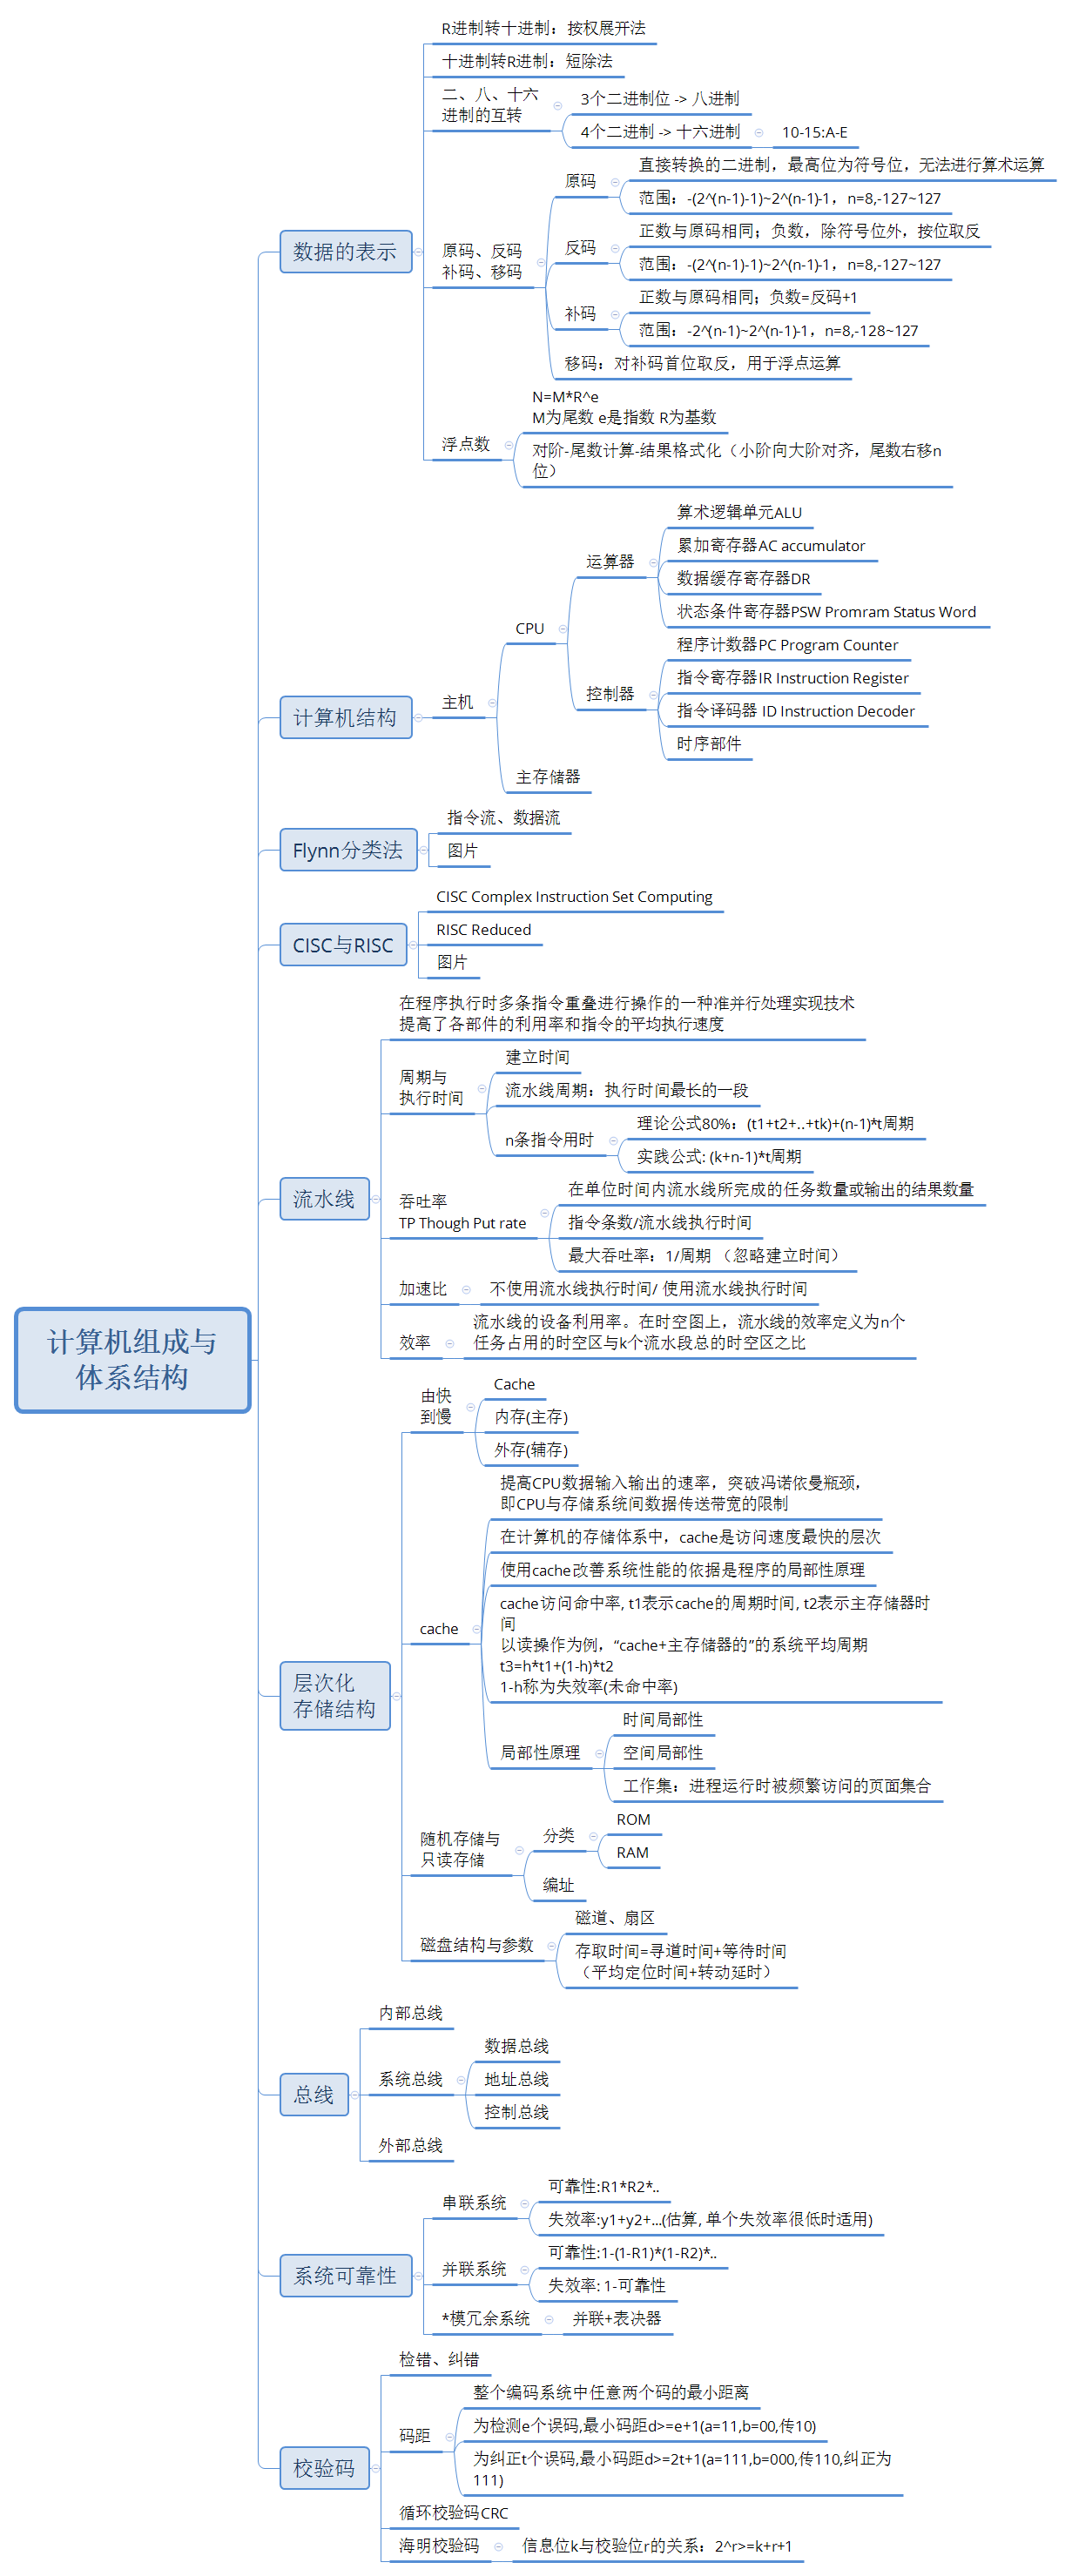 计算机组成与
体系结构
数据的表示
R进制转十进制：按权展开法
十进制转R进制：短除法
二、八、十六
进制的互转
3个二进制位 -> 八进制
4个二进制 -> 十六进制
10-15:A-E
原码、反码
补码、移码
原码
直接转换的二进制，最高位为符号位，无法进行算术运算
范围：-(2^(n-1)-1)~2^(n-1)-1，n=8,-127~127
反码
正数与原码相同；负数，除符号位外，按位取反
范围：-(2^(n-1)-1)~2^(n-1)-1，n=8,-127~127
补码
正数与原码相同；负数=反码+1
范围：-2^(n-1)~2^(n-1)-1，n=8,-128~127
移码：对补码首位取反，用于浮点运算
浮点数
N=M*R^e
M为尾数 e是指数 R为基数
对阶-尾数计算-结果格式化（小阶向大阶对齐，尾数右移n
位）
计算机结构
主机
CPU
运算器
算术逻辑单元ALU
累加寄存器AC accumulator
数据缓存寄存器DR
状态条件寄存器PSW Promram Status Word
控制器
程序计数器PC Program Counter
指令寄存器IR Instruction Register
指令译码器 ID Instruction Decoder
时序部件
主存储器
Flynn分类法
指令流、数据流
图片
CISC与RISC
CISC Complex Instruction Set Computing
RISC Reduced
图片
流水线
在程序执行时多条指令重叠进行操作的一种准并行处理实现技术
提高了各部件的利用率和指令的平均执行速度
周期与
执行时间
建立时间
流水线周期：执行时间最长的一段
n条指令用时
理论公式80%：(t1+t2+..+tk)+(n-1)*t周期
实践公式: (k+n-1)*t周期
吞吐率
TP Though Put rate
在单位时间内流水线所完成的任务数量或输出的结果数量
指令条数/流水线执行时间
最大吞吐率：1/周期 （忽略建立时间）
加速比
不使用流水线执行时间/ 使用流水线执行时间
效率
流水线的设备利用率。在时空图上，流水线的效率定义为n个
任务占用的时空区与k个流水段总的时空区之比
层次化
存储结构
由快
到慢
Cache
内存(主存)
外存(辅存)
cache
提高CPU数据输入输出的速率，突破冯诺依曼瓶颈，
即CPU与存储系统间数据传送带宽的限制
在计算机的存储体系中，cache是访问速度最快的层次
使用cache改善系统性能的依据是程序的局部性原理
cache访问命中率, t1表示cache的周期时间, t2表示主存储器时
间
以读操作为例，“cache+主存储器的”的系统平均周期
t3=h*t1+(1-h)*t2
1-h称为失效率(未命中率)
局部性原理
时间局部性
空间局部性
工作集：进程运行时被频繁访问的页面集合
随机存储与
只读存储
分类
ROM
RAM
编址
磁盘结构与参数
磁道、扇区
存取时间=寻道时间+等待时间
（平均定位时间+转动延时）
总线
内部总线
系统总线
数据总线
地址总线
控制总线
外部总线
系统可靠性
串联系统
可靠性:R1*R2*..
失效率:y1+y2+...(估算, 单个失效率很低时适用)
并联系统
可靠性:1-(1-R1)*(1-R2)*..
失效率: 1-可靠性
*模冗余系统
并联+表决器
校验码
检错、纠错
码距
整个编码系统中任意两个码的最小距离
为检测e个误码,最小码距d>=e+1(a=11,b=00,传10)
为纠正t个误码,最小码距d>=2t+1(a=111,b=000,传110,纠正为
111)
循环校验码CRC
海明校验码
信息位k与校验位r的关系：2^r>=k+r+1